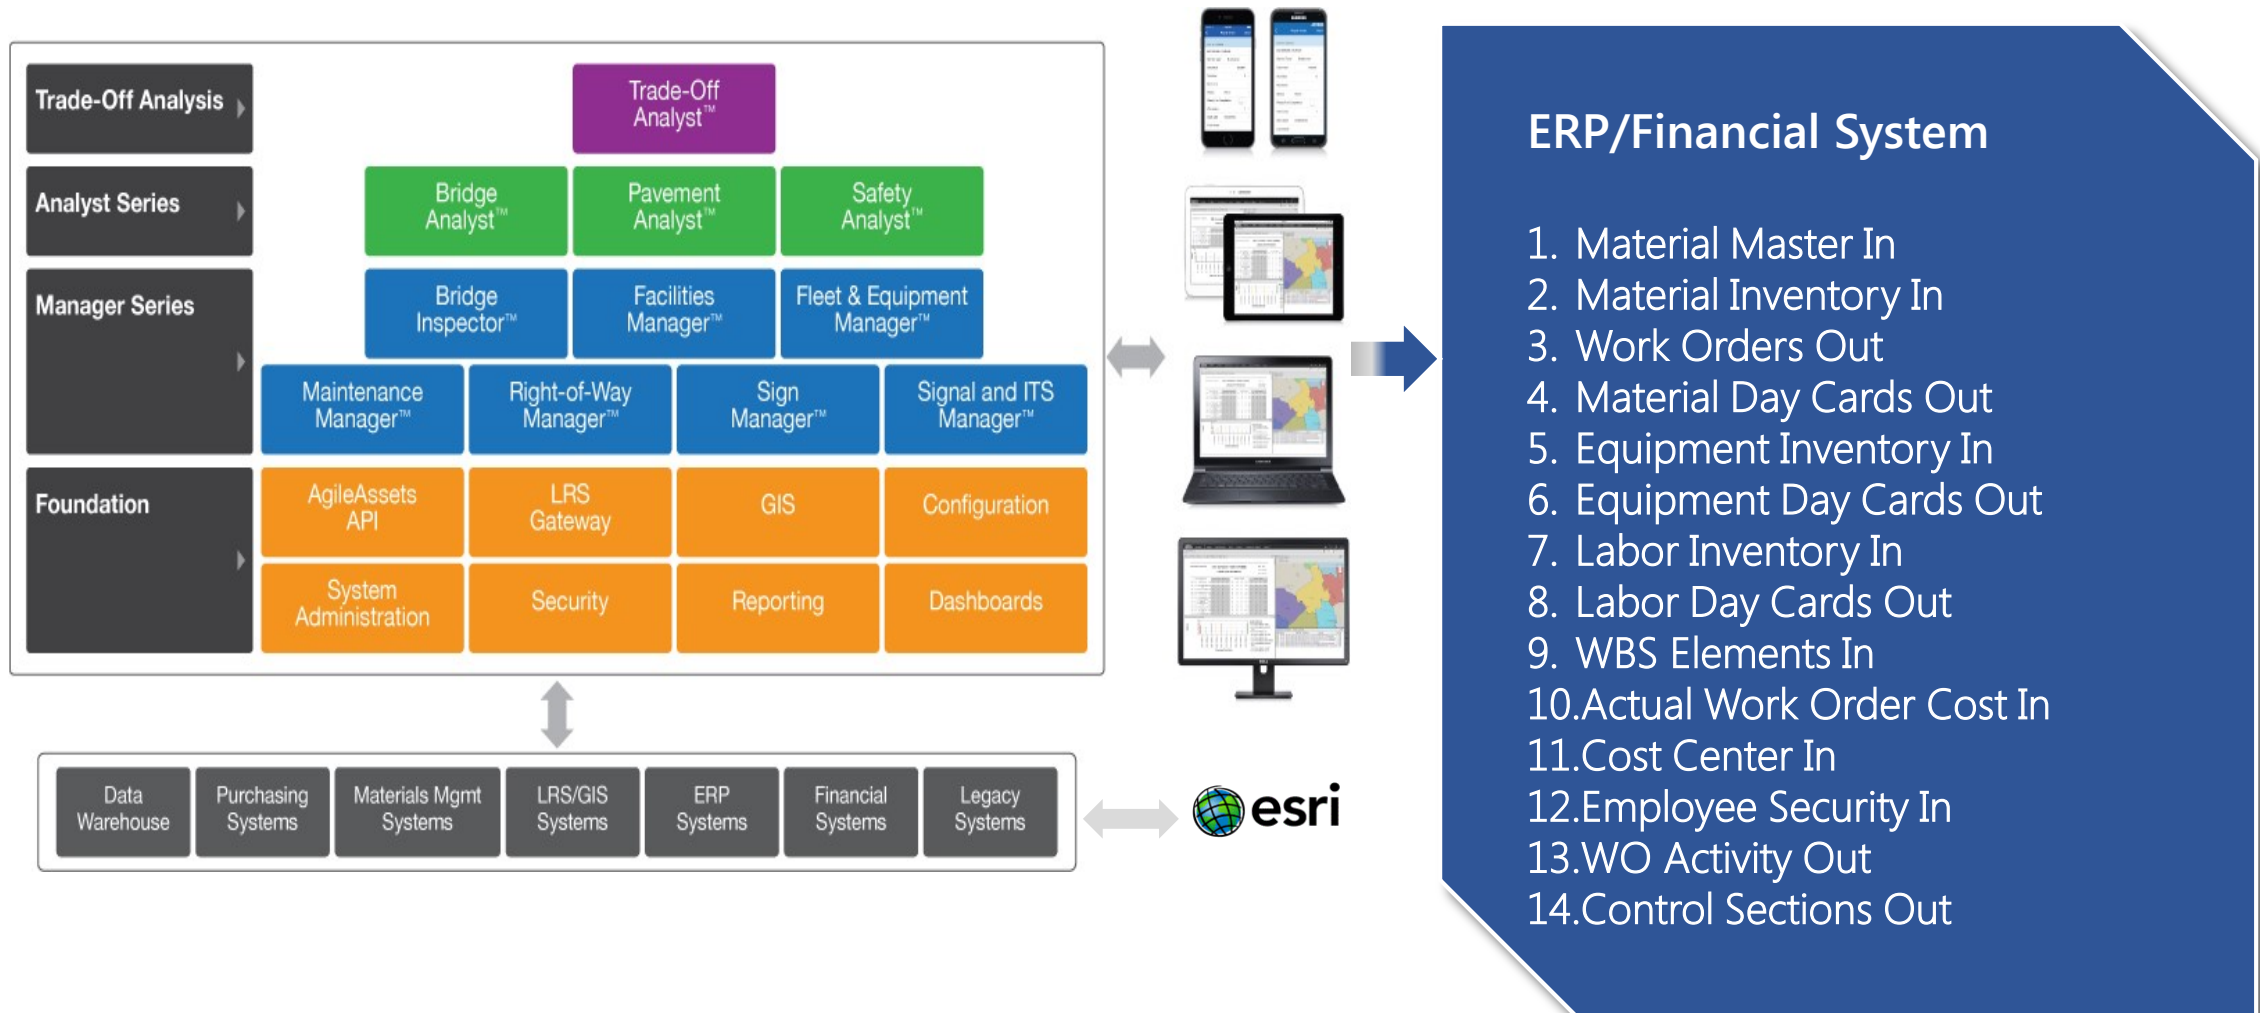 Trade-Off Analysis
Trade-Off
Analyst™
Analyst Series
Bridge
Analyst™
Pavement
Analyst™
Safety
Analyst™
Manager Series
Bridge
Inspector™
Facilities
Manager™
Fleet & Equipment
Manager™
Maintenance
Manager™
Right-of-Way
Manager™
Sign
Manager™
Signal and ITS
Manager™
Foundation
AgileAssets
API
LRS
Gateway
GIS
Configuration
System
Administration
Security
Reporting
Dashboards
Data
Warehouse
Purchasing
Systems
Materials Mgmt
Systems
LRS/GIS
Systems
ERP
Systems
Financial
Systems
Legacy
Systems
esri
ERP/Financial System
1. Material Master In
2. Material Inventory In
3. Work Orders Out
4. Material Day Cards Out
5. Equipment Inventory In
6. Equipment Day Cards Out
7. Labor Inventory In
8. Labor Day Cards Out
9. WBS Elements In
10.Actual Work Order Cost In
11.Cost Center In
12.Employee Security In
13.WO Activity Out
14.Control Sections Out